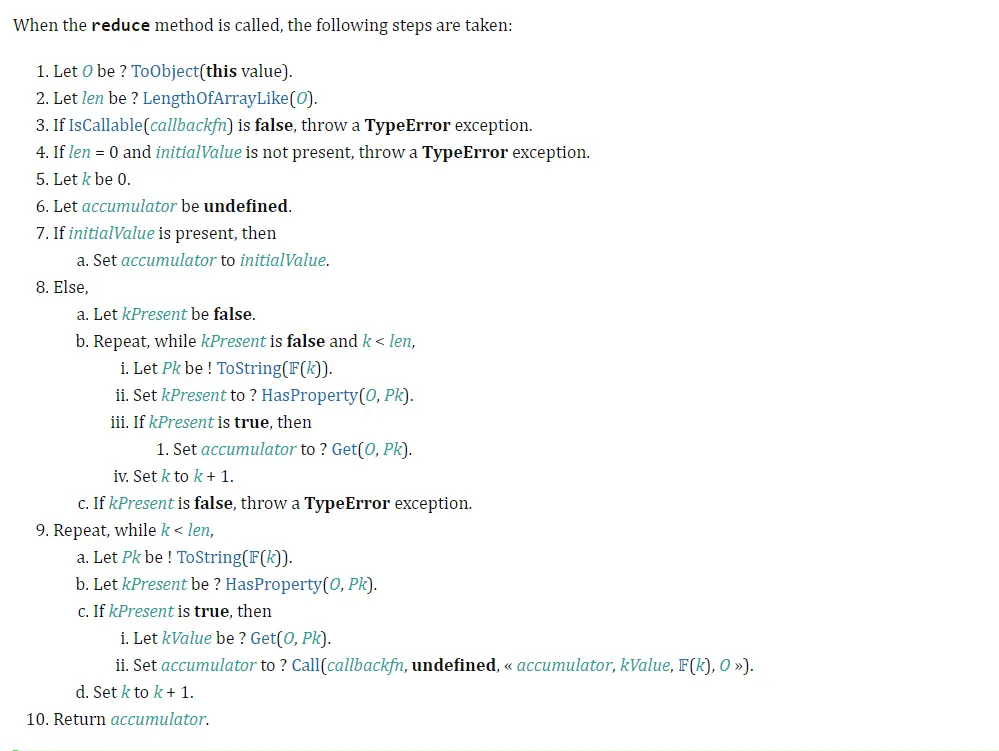 When the reduce method is called, the following steps are taken:
1. Let O be ? ToObject(this value).
2. Let len be ? LengthOfArrayLike(O).
3. If IsCallable(callbackfn) is false, throw a TypeError exception.
4. If len = 0 and initialValue is not present, throw a TypeError exception.
5. Let k be 0.
6. Let accumulator be undefined.
7. If initialValue is present, then
a. Set accumulator to initialValue.
8. Else,
a. Let kPresent be false.
b. Repeat, while kPresent is false and k < len,
i. Let Pk be ! ToString(𝔽(k)).
ii. Set kPresent to ? HasProperty(O, Pk).
iii. If kPresent is true, then
1. Set accumulator to ? Get(O, Pk).
iv. Set k to k + 1.
c. If kPresent is false, throw a TypeError exception.
9. Repeat, while k < len,
a. Let Pk be ! ToString(𝔽(k)).
b. Let kPresent be ? HasProperty(O, Pk).
c. If kPresent is true, then
i. Let kValue be ? Get(O, Pk).
ii. Set accumulator to ? Call(callbackfn, undefined, « accumulator, kValue, 𝔽(k), O »).
d. Set k to k + 1.
10. Return accumulator.